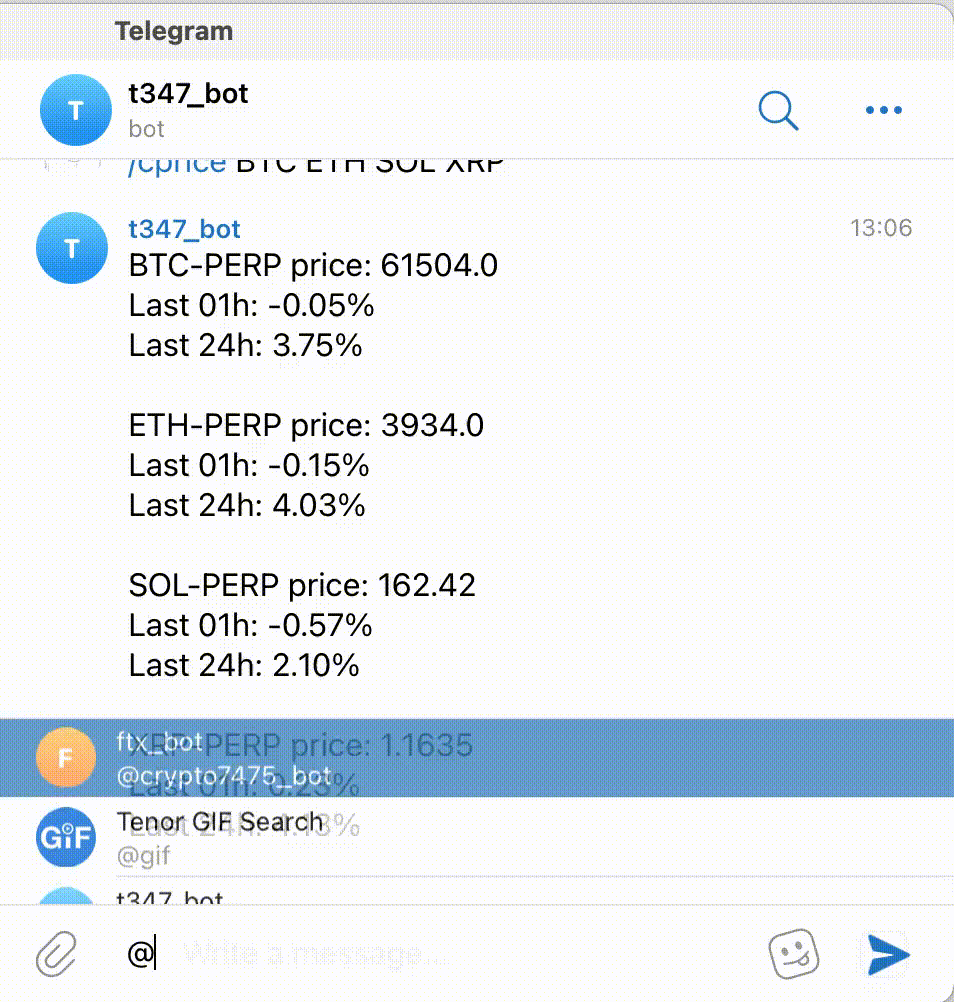 Telegram
T
t347_bot
bot
/cprice BTC ETH SOL XRP
T
t347_bot
13:06
BTC-PERP price: 61504.0
Last 01h: -0.05%
Last 24h: 3.75%
ETH-PERP price: 3934.0
Last 01h: -0.15%
Last 24h: 4.03%
SOL-PERP price: 162.42
Last 01h: -0.57%
Last 24h: 2.10%
XRP-PERP price: 1.1635
Last 01h: 0.23%
Last 24h:
F
ftx_bot
@crypto7475_bot
GIF
Tenor GIF Search
@gif
t347_bot
@
Write a message...